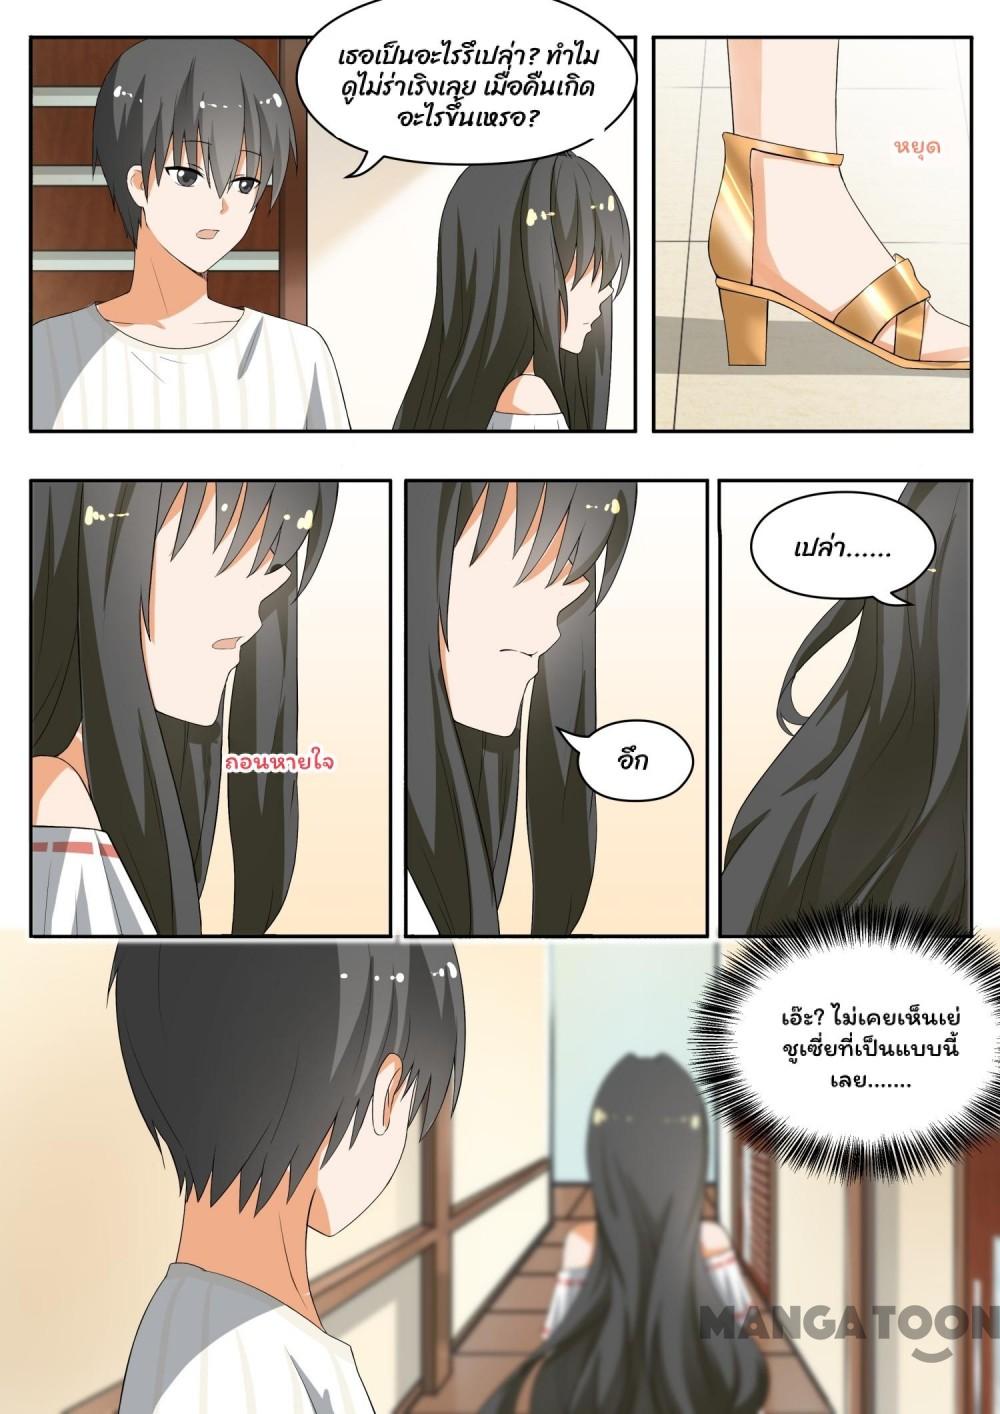 เธอเป็นอะไรรึเปล่า? ทำไม
ดูไม่ร่าเริงเลย เมื่อคืนเกิด
อะไรขึ้นเหรอ?
หยุด
ถอนหายใจ
อึก
เปล่า......
เอ๊ะ? ไม่เคยเห็นเย่
ชูเซี่ยที่เป็นแบบนี้
เลย.......
MANGATOON